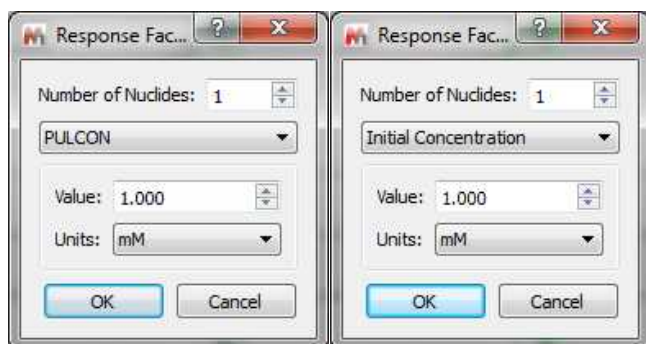 Response Fac...
Number of Nuclides: 1
PULCON
Value: 1.000
Units: mM
OK Cancel
Response Fac...
Number of Nuclides: 1
Initial Concentration
Value: 1.000
Units: mM
OK Cancel